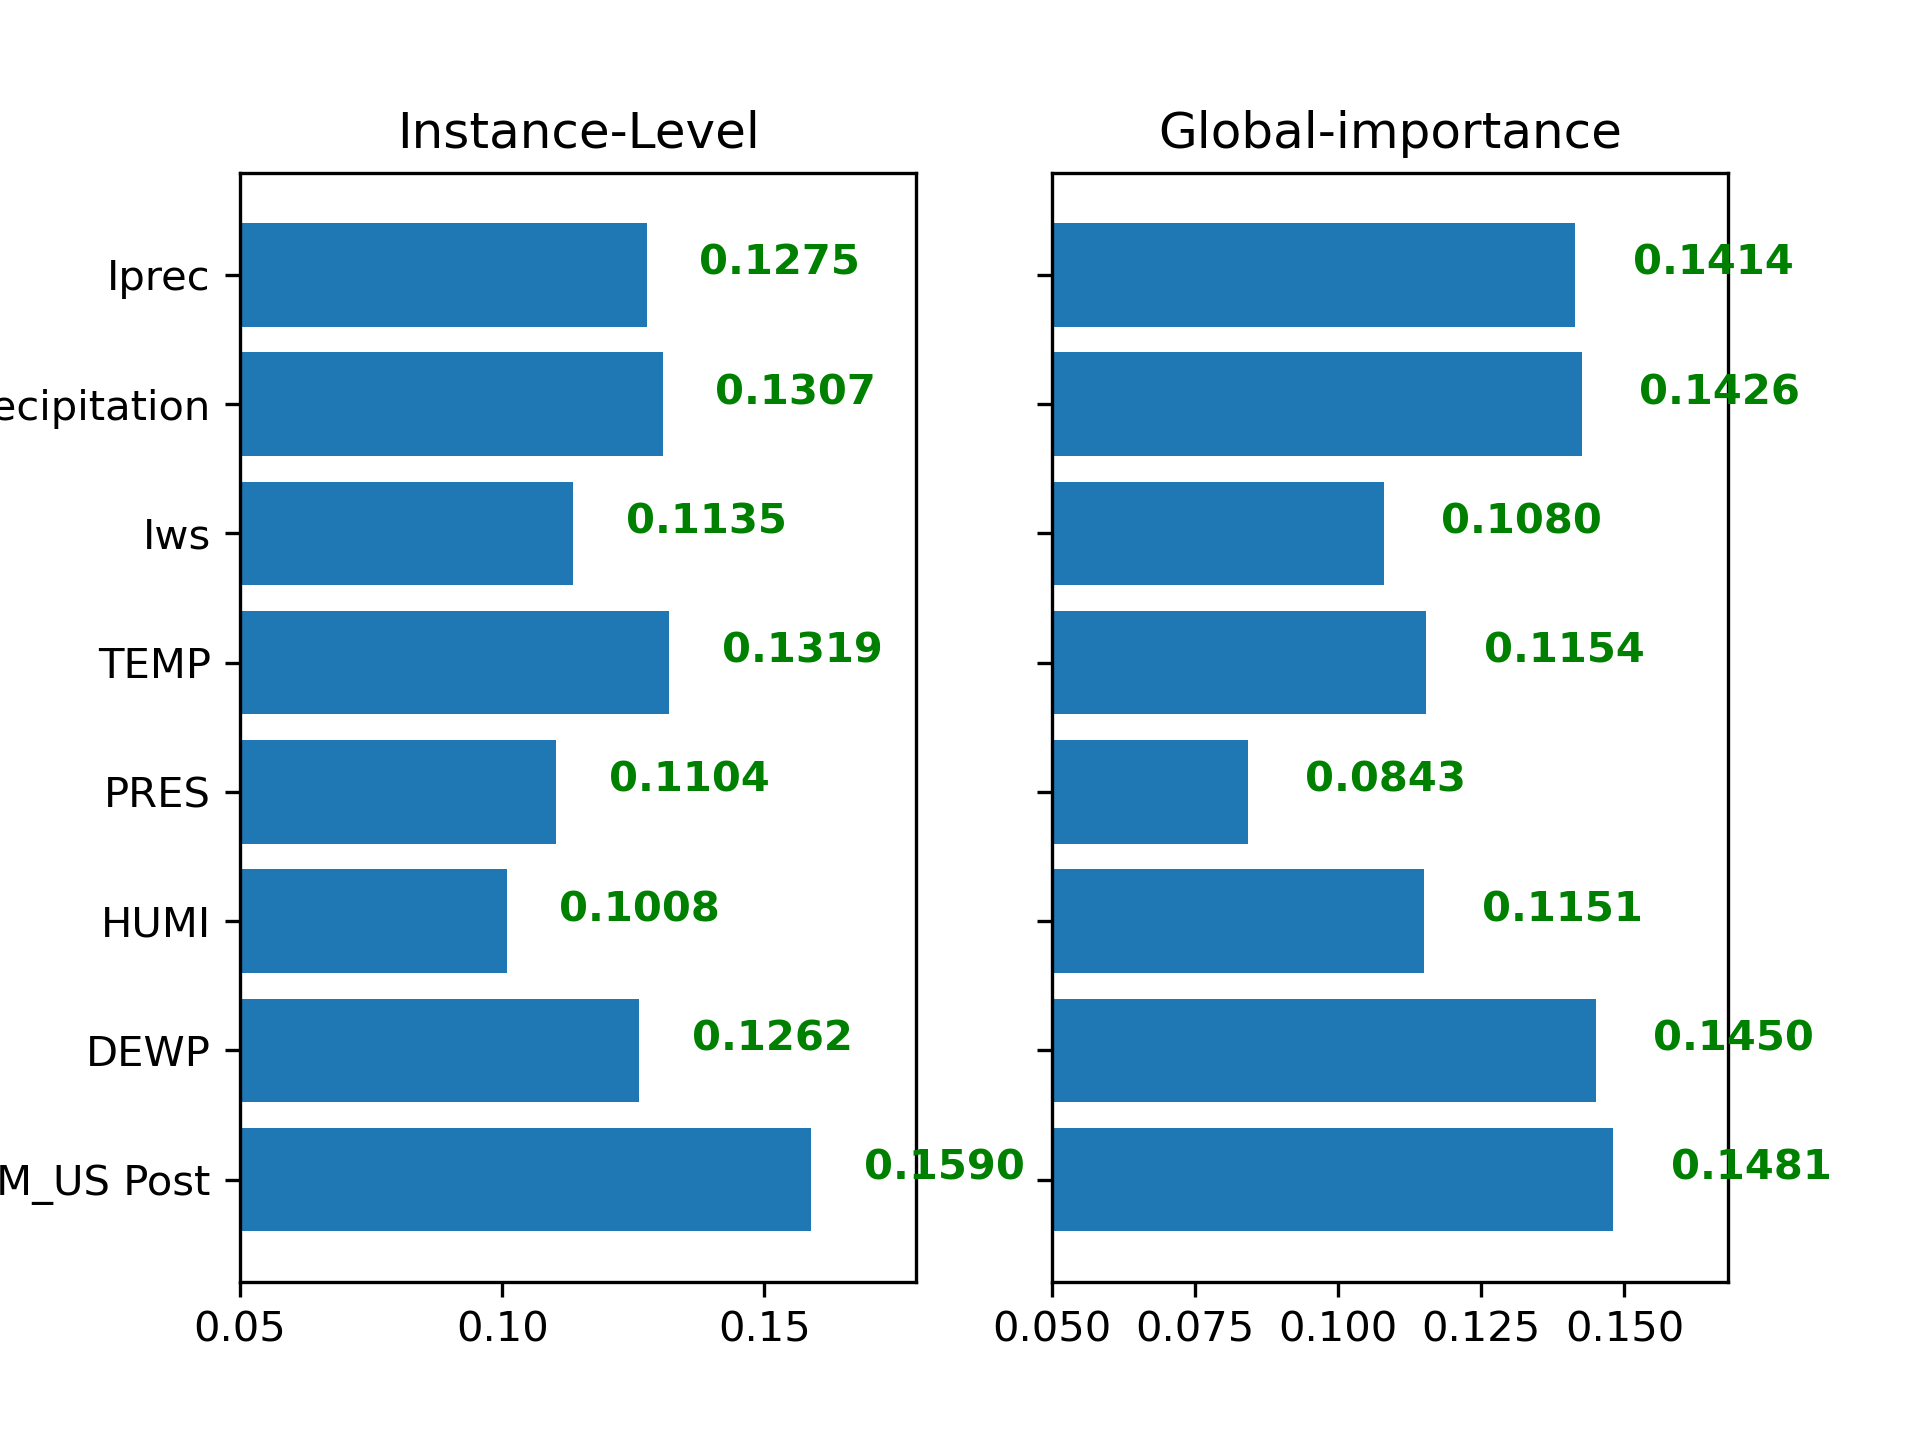 Instance-Level Global-importance
Iprec 0.1275 0.1414
ecipitation 0.1307 0.1426
Iws 0.1135 0.1080
TEMP 0.1319 0.1154
PRES 0.1104 0.0843
HUMI 0.1008 0.1151
DEWP 0.1262 0.1450
M_US Post 0.1590 0.1481
0.05 0.10 0.15 0.050 0.075 0.100 0.125 0.150